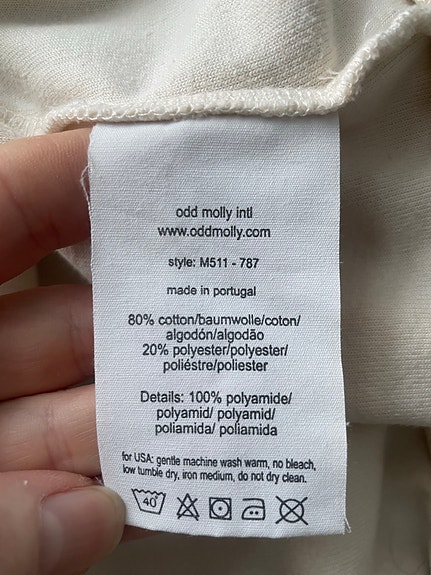 odd molly intl
www.oddmolly.com
style: M511 - 787
made in portugal
80% cotton/baumwolle/coton/
algodón/algodão
20% polyester/polyester/
poliéstre/poliester
Details: 100% polyamide/
polyamid/ polyamid/
poliamida/ poliamida
for USA: gentle machine wash warm, no bleach,
low tumble dry, iron medium, do not dry clean.
40